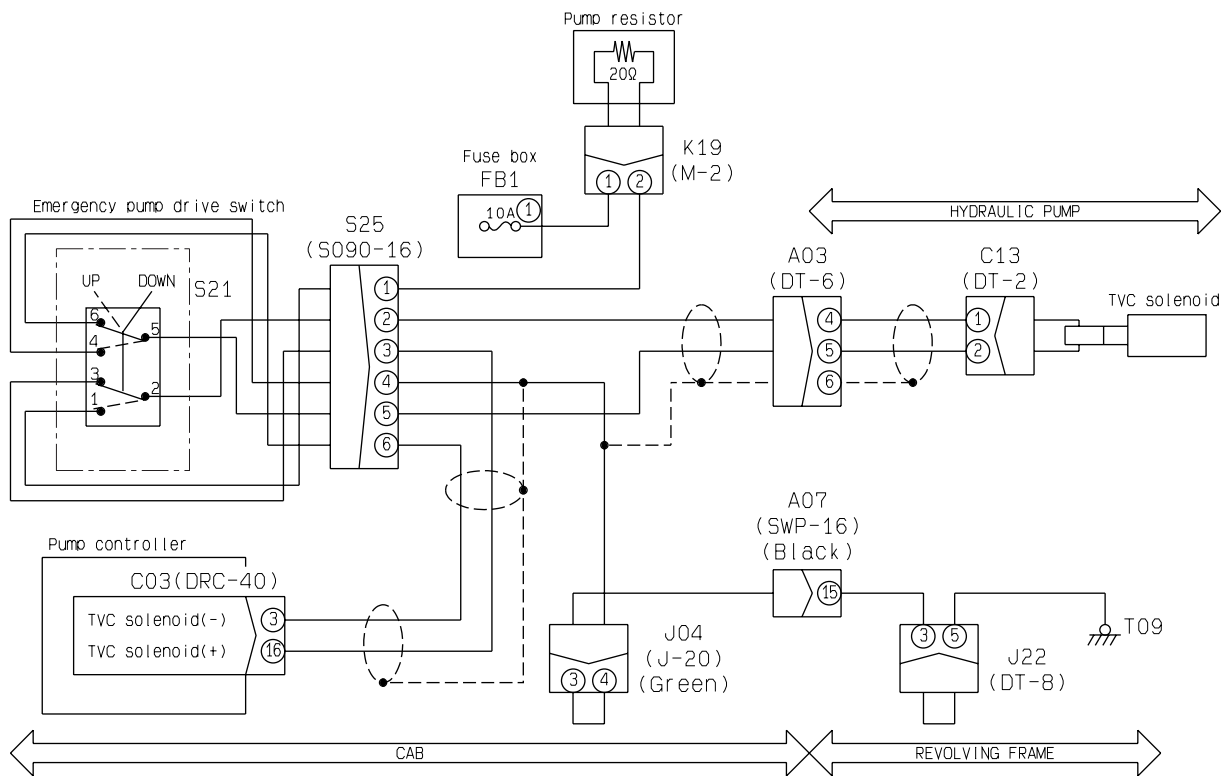 Pump resistor
20Ω
K19
(M-2)
1 2
Fuse box
FB1
10A 1
HYDRAULIC PUMP
Emergency pump drive switch
S25
(S090-16)
A03
(DT-6)
C13
(DT-2)
UP DOWN
S21
TVC solenoid
1
2
3
4
5
6
6
5
4
3
2
1
4
5
6
1
2
A07
(SWP-16)
(Black)
15
Pump controller
C03(DRC-40)
TVC solenoid(-) 3
TVC solenoid(+) 16
J04
(J-20)
(Green)
3 4
3 5
J22
(DT-8)
T09
CAB
REVOLVING FRAME